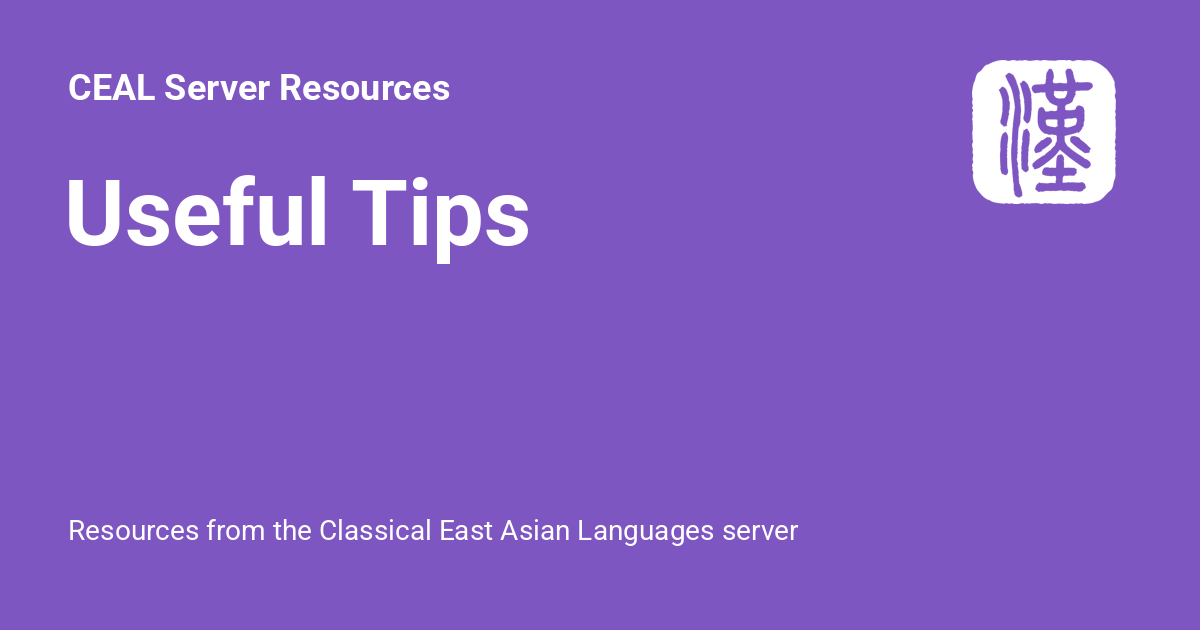 CEAL Server Resources
漢
Useful Tips
Resources from the Classical East Asian Languages server